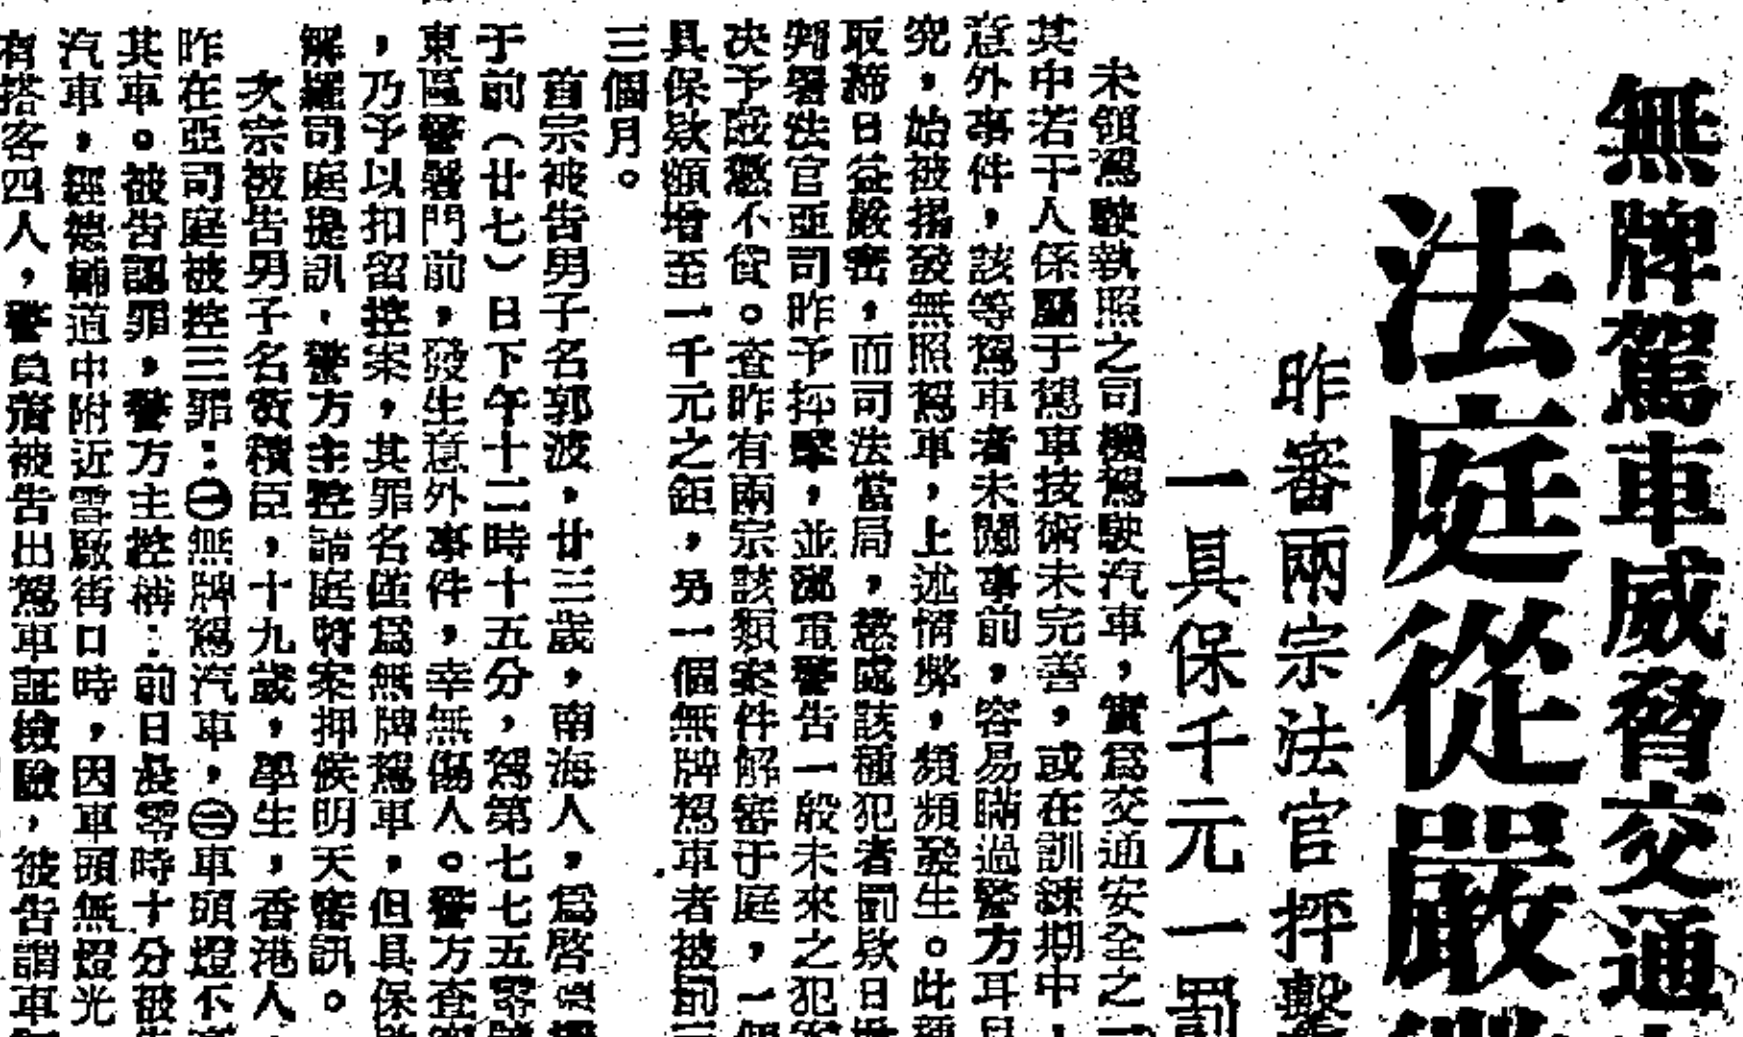 無牌駕車威脅交通
法庭從嚴
昨審兩宗法官抨擊
一具保千元一罰
未領駕駛執照之司機駕駛汽車，實爲交通安全之一
其中若干人係屬于駕車技術未完善，或在訓練期中，
意外事件，該等駕車者未闖事前，容易瞞過警方耳目
究，始被揭發無照駕車，上述情弊，頻頻發生。此種
取締日益嚴密，而司法當局，懲處該種犯者罰欵日
判署法官亞司昨予抨擊，並鄭重警告一般未來之犯
决予嚴懲不貸。查昨有兩宗該類案件解審于庭，一個
具保欵額增至一千元之鉅，另一個無牌駕車者被罰
三個月。
首宗被告男子名郭波，廿三歲，南海人，爲啓
于前（廿七）日下午十二時十五分，駕第七七五零
東區警署門前，發生意外事件，幸無傷人。警方查
，乃予以扣留控案，其罪名僅爲無牌駕車，但具保
解羅司庭提訊，警方主控請庭將案押候明天審訊。
次宗被告男子名黃積臣，十九歲，學生，香港人，
昨在亞司庭被控三罪：㊀無牌駕汽車，㊁車頭燈不
其車。被告認罪，警方主控稱：前日晨零時十分被
汽車，經德輔道中附近雪廠街口時，因車頭無燈光
有搭客四人，警員着被告出駕車証檢驗，被告謂車